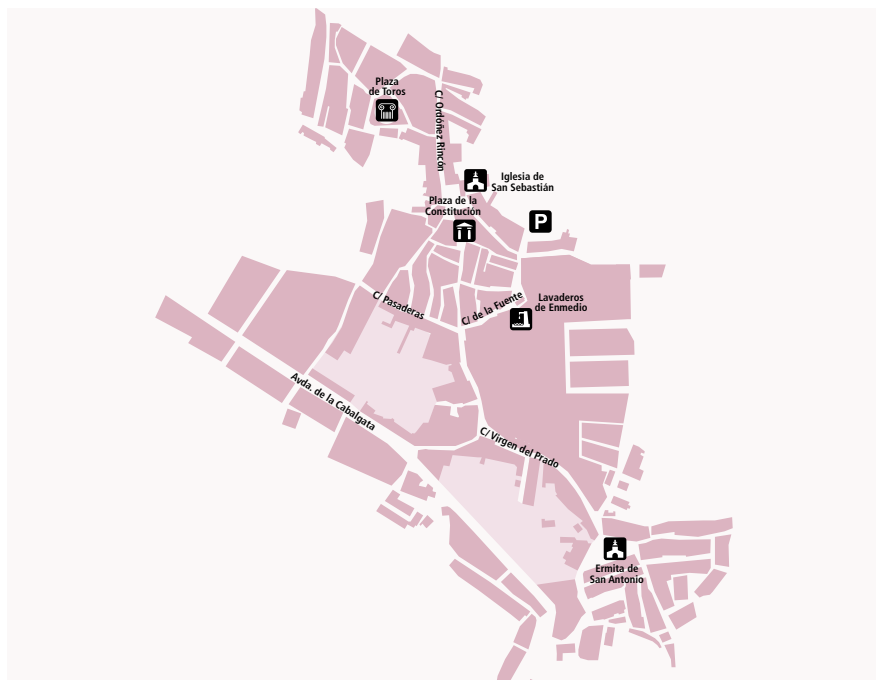 Plaza
de Toros
C/ Ordóñez Rincón
Iglesia de
San Sebastián
Plaza de la
Constitución
P
C/ Pasaderas
C/ de la Fuente
Lavaderos
de Enmedio
Avda. de la Cabalgata
C/ Virgen del Prado
Ermita de
San Antonio